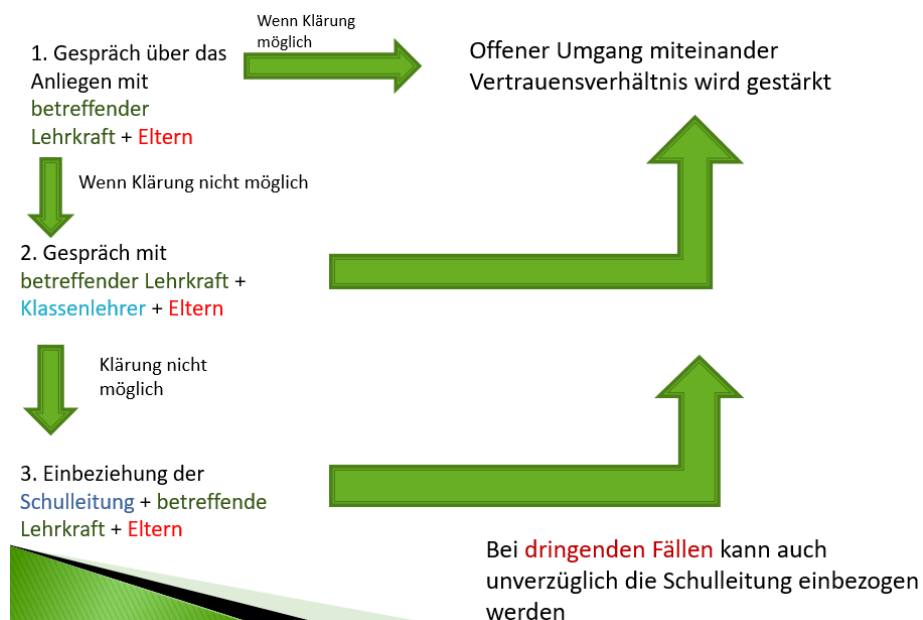 Wenn Klärung
möglich
1. Gespräch über das
Anliegen mit
betreffender
Lehrkraft + Eltern
Offener Umgang miteinander
Vertrauensverhältnis wird gestärkt
Wenn Klärung nicht möglich
2. Gespräch mit
betreffender Lehrkraft +
Klassenlehrer + Eltern
Klärung nicht
möglich
3. Einbeziehung der
Schulleitung + betreffende
Lehrkraft + Eltern
Bei dringenden Fällen kann auch
unverzüglich die Schulleitung einbezogen
werden